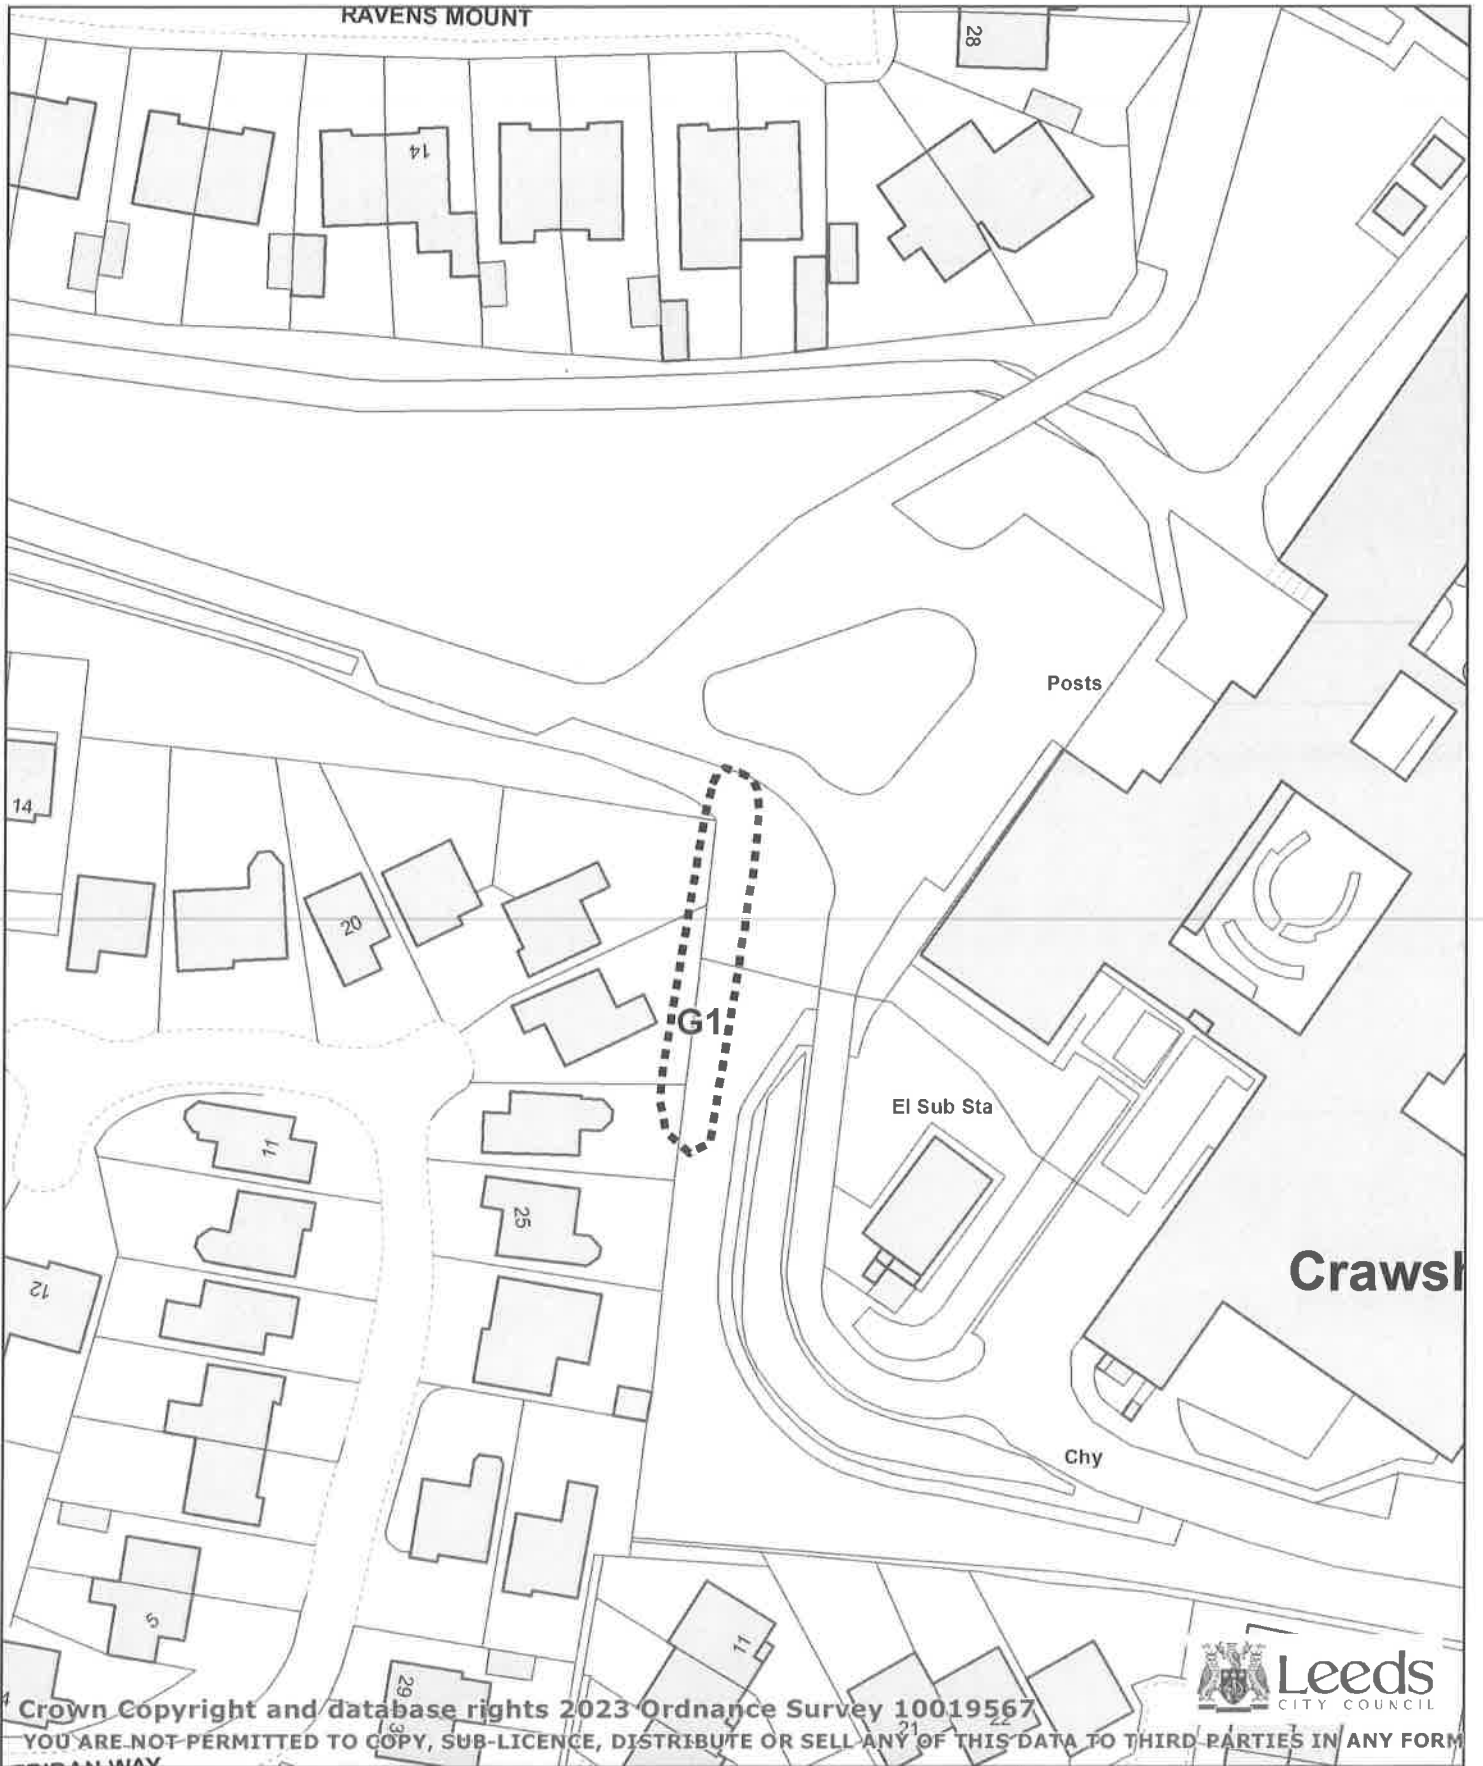 RAVENS MOUNT
28
14
Posts
14
20
G1
El Sub Sta
11
25
12
Crawsh
Chy
5
11
29
21
22
4
Leeds
CITY COUNCIL
Crown Copyright and database rights 2023 Ordnance Survey 10019567
YOU ARE NOT PERMITTED TO COPY, SUB-LICENCE, DISTRIBUTE OR SELL ANY OF THIS DATA TO THIRD PARTIES IN ANY FORM
WAY